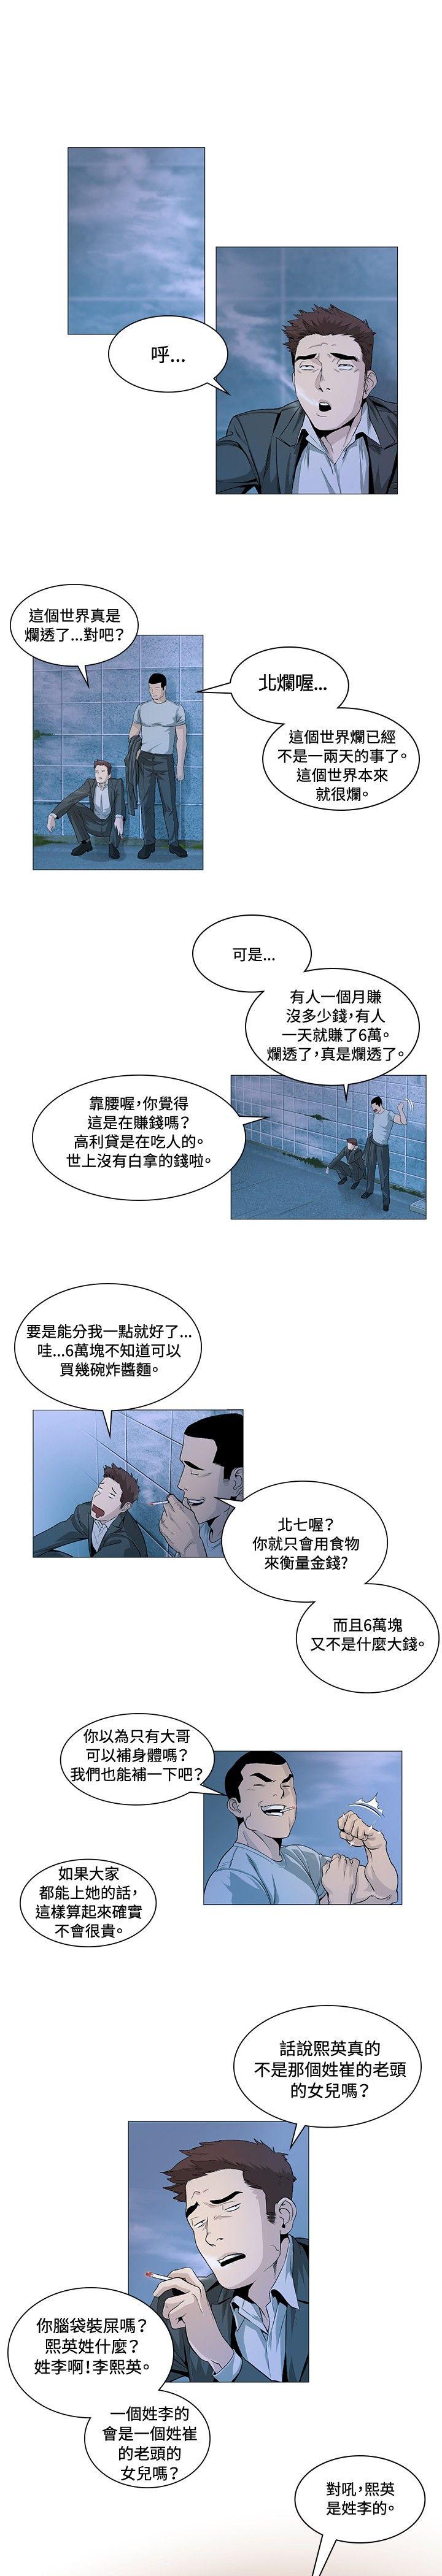 呼...
這個世界真是
爛透了...對吧？
北爛喔...
這個世界爛已經
不是一兩天的事了。
這個世界本來
就很爛。
可是...
有人一個月賺
沒多少錢，有人
一天就賺了6萬。
爛透了，真是爛透了。
靠腰喔，你覺得
這是在賺錢嗎？
高利貸是在吃人的。
世上沒有白拿的錢啦。
要是能分我一點就好了...
哇...6萬塊不知道可以
買幾碗炸醬麵。
北七喔？
你就只會用食物
來衡量金錢?
而且6萬塊
又不是什麼大錢。
你以為只有大哥
可以補身體嗎？
我們也能補一下吧？
如果大家
都能上她的話，
這樣算起來確實
不會很貴。
話說熙英真的
不是那個姓崔的老頭
的女兒嗎？
你腦袋裝屎嗎？
熙英姓什麼？
姓李啊！李熙英。
一個姓李的
會是一個姓崔
的老頭的
女兒嗎？
對吼，熙英
是姓李的。